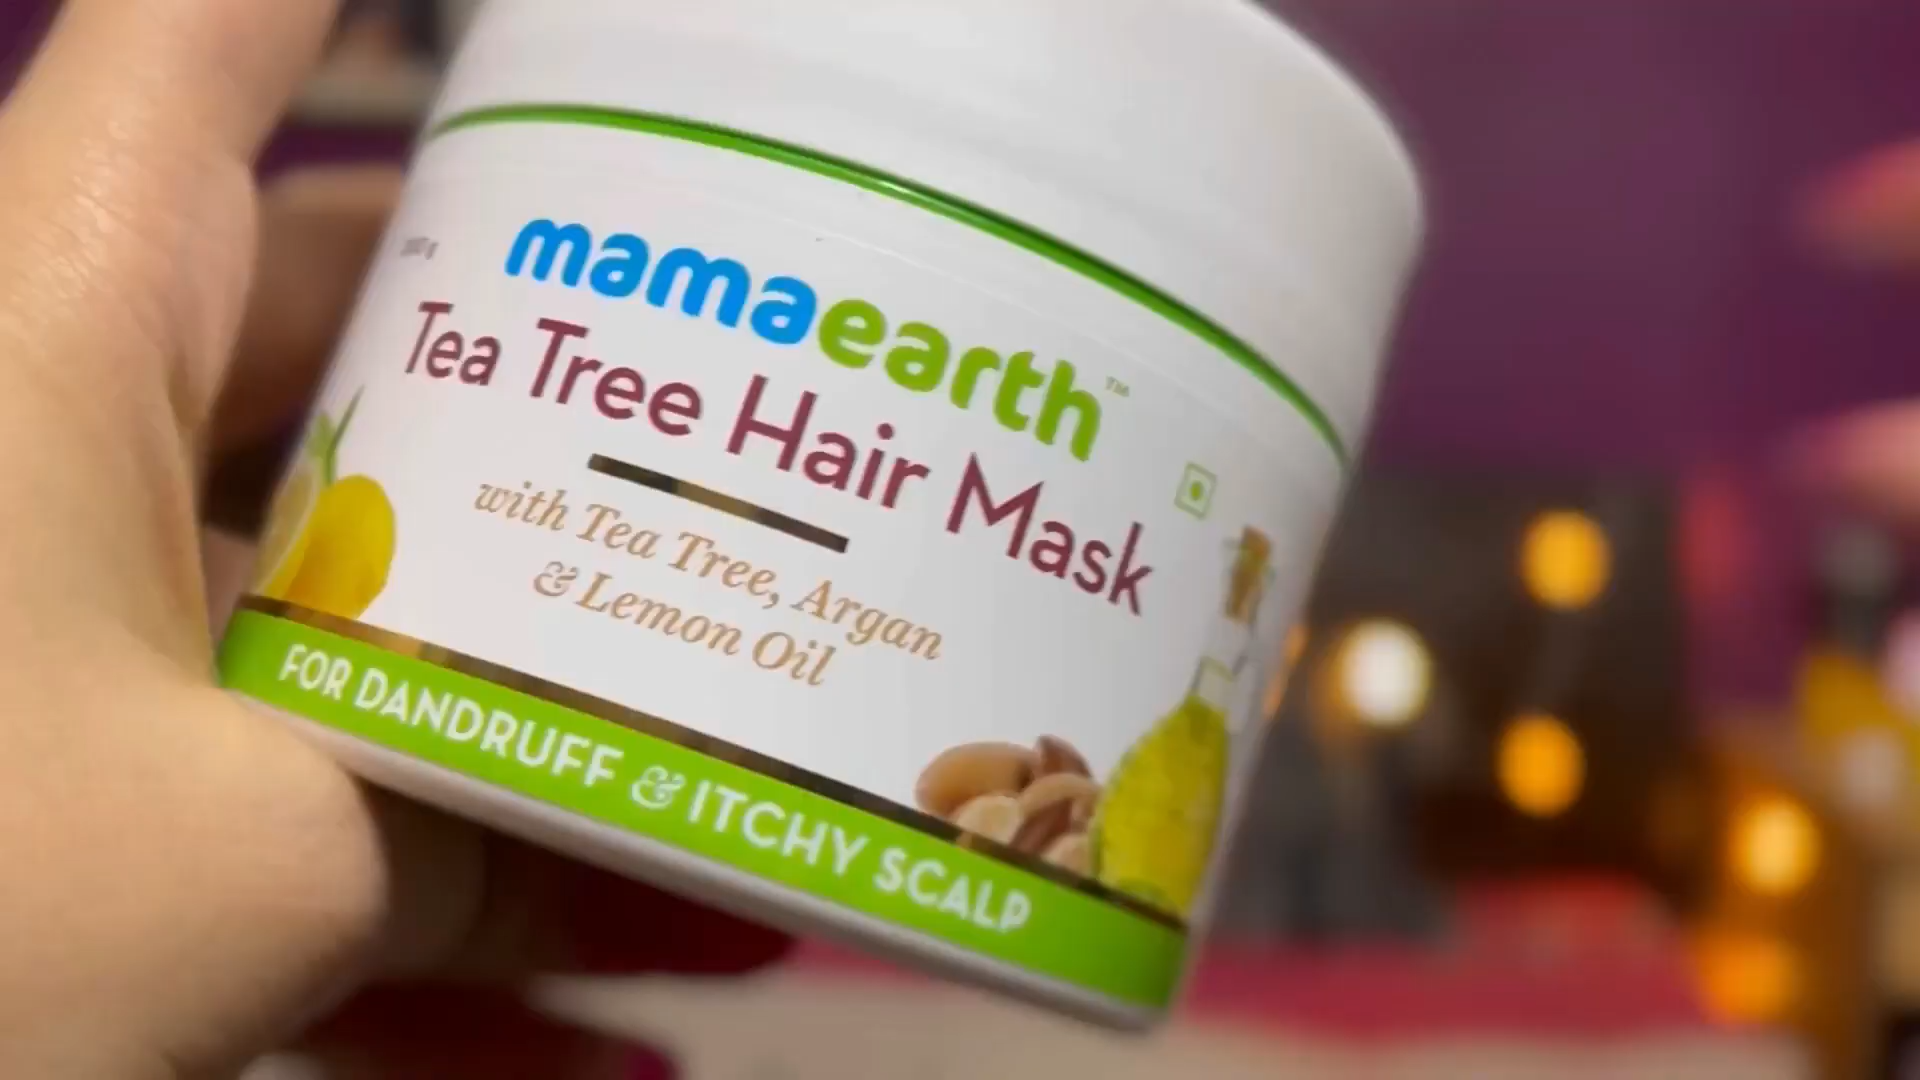 mamaearth™
Tea Tree Hair Mask
with Tea Tree, Argan
& Lemon Oil
FOR DANDRUFF & ITCHY SCALP